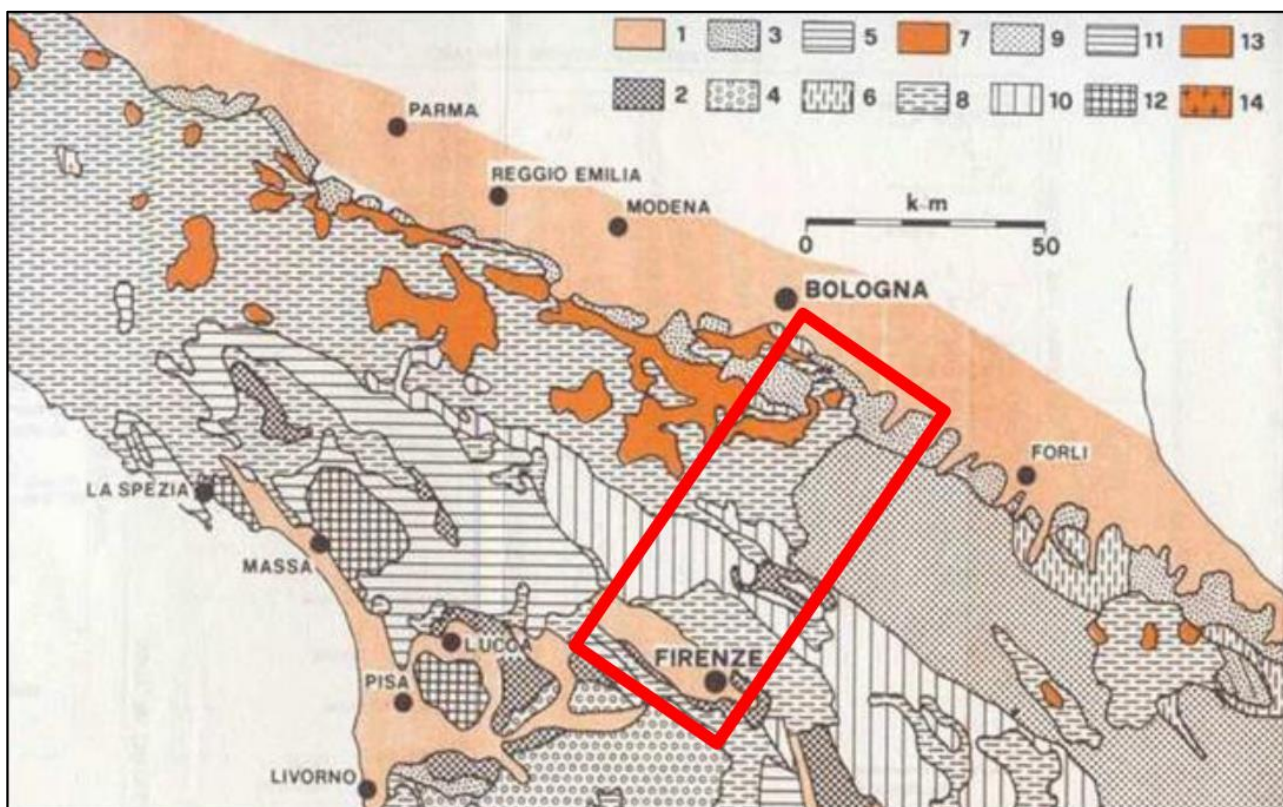 1 3 5 7 9 11 13
2 4 6 8 10 12 14
PARMA
REGGIO EMILIA
MODENA
k m
0 50
BOLOGNA
FORLI
LA SPEZIA
MASSA
LUCCA
FIRENZE
PISA
LIVORNO